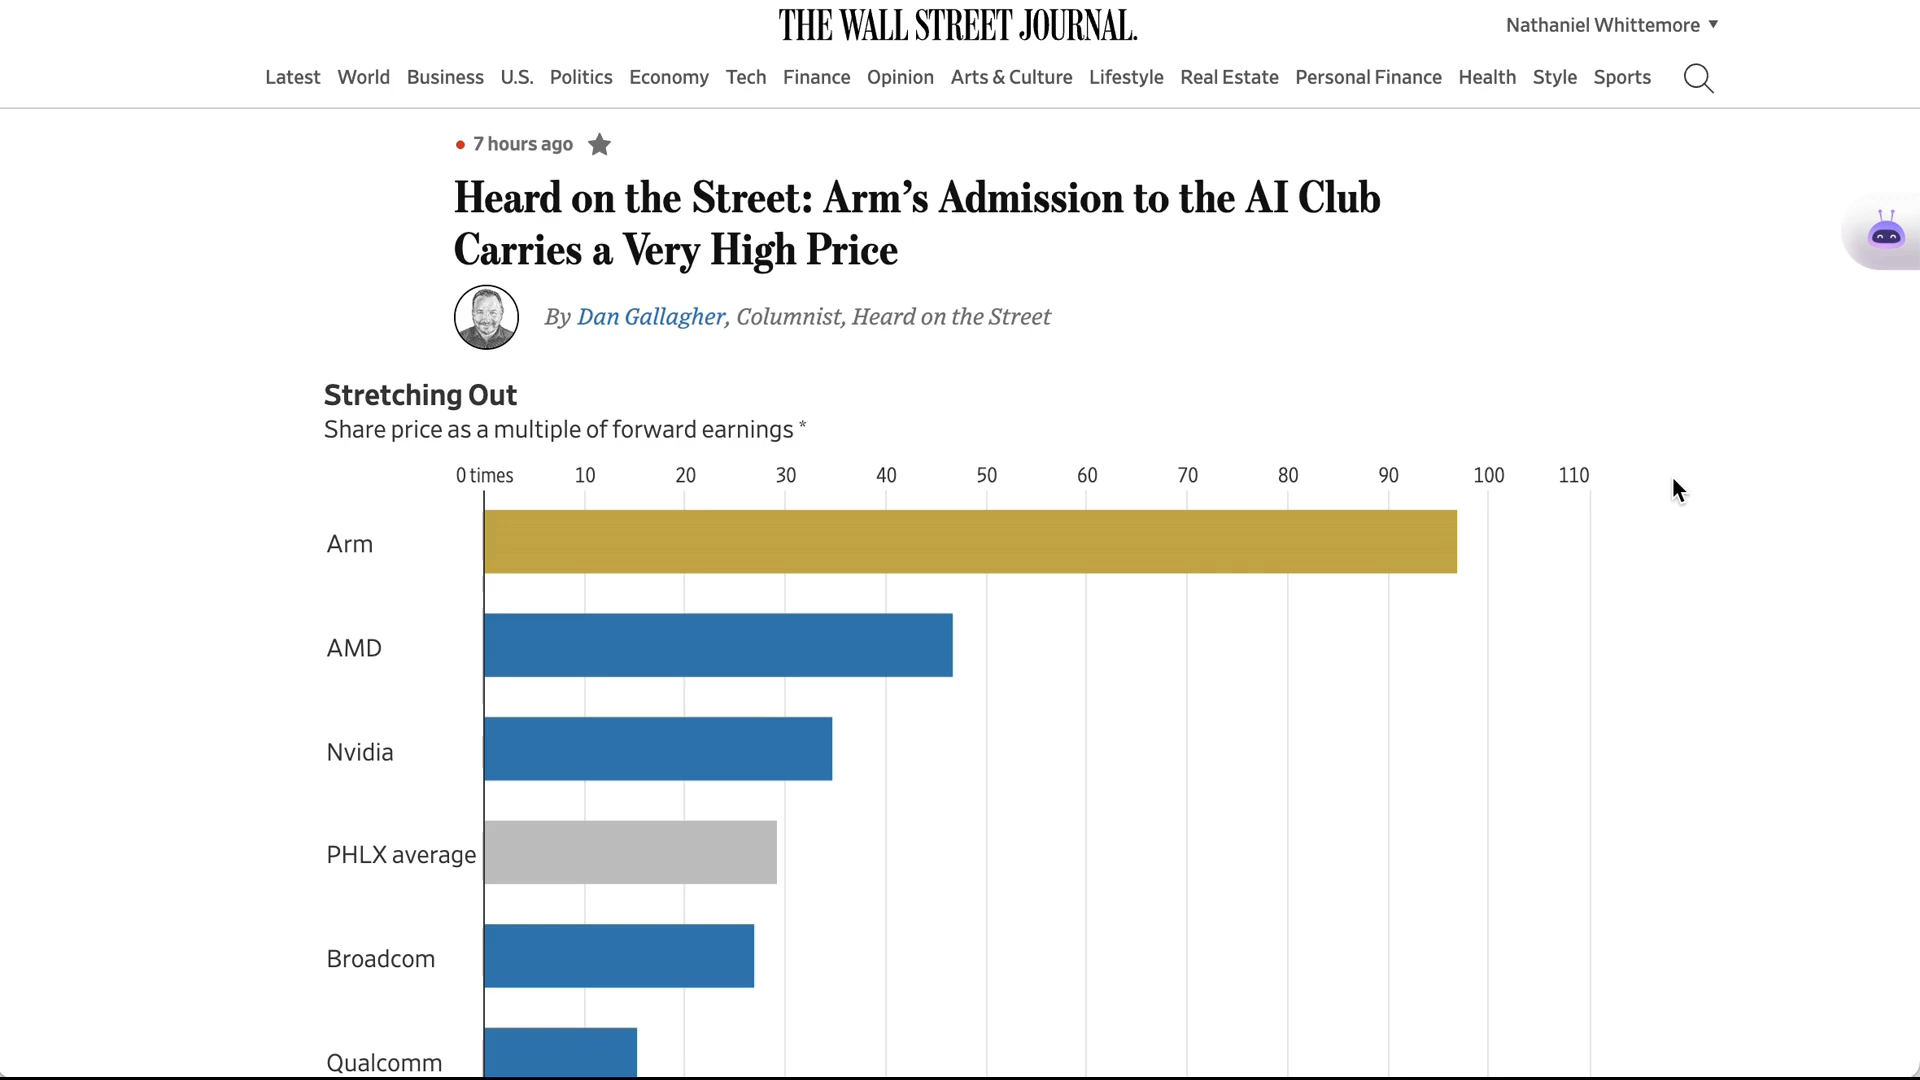 THE WALL STREET JOURNAL.
Nathaniel Whittemore ▼
Latest World Business U.S. Politics Economy Tech Finance Opinion Arts & Culture Lifestyle Real Estate Personal Finance Health Style Sports
7 hours ago
Heard on the Street: Arm’s Admission to the AI Club
Carries a Very High Price
By Dan Gallagher, Columnist, Heard on the Street
Stretching Out
Share price as a multiple of forward earnings *
0 times 10 20 30 40 50 60 70 80 90 100 110
Arm
AMD
Nvidia
PHLX average
Broadcom
Qualcomm